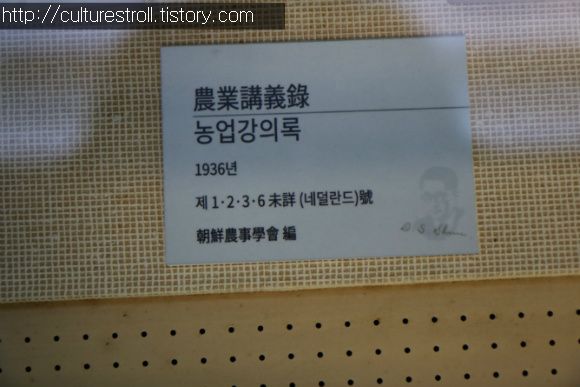 http://culturestroll.tistory.com
農業講義錄
농업강의록
1936년
제 1·2·3·6 未詳 (네덜란드)號
朝鮮農事學會 編